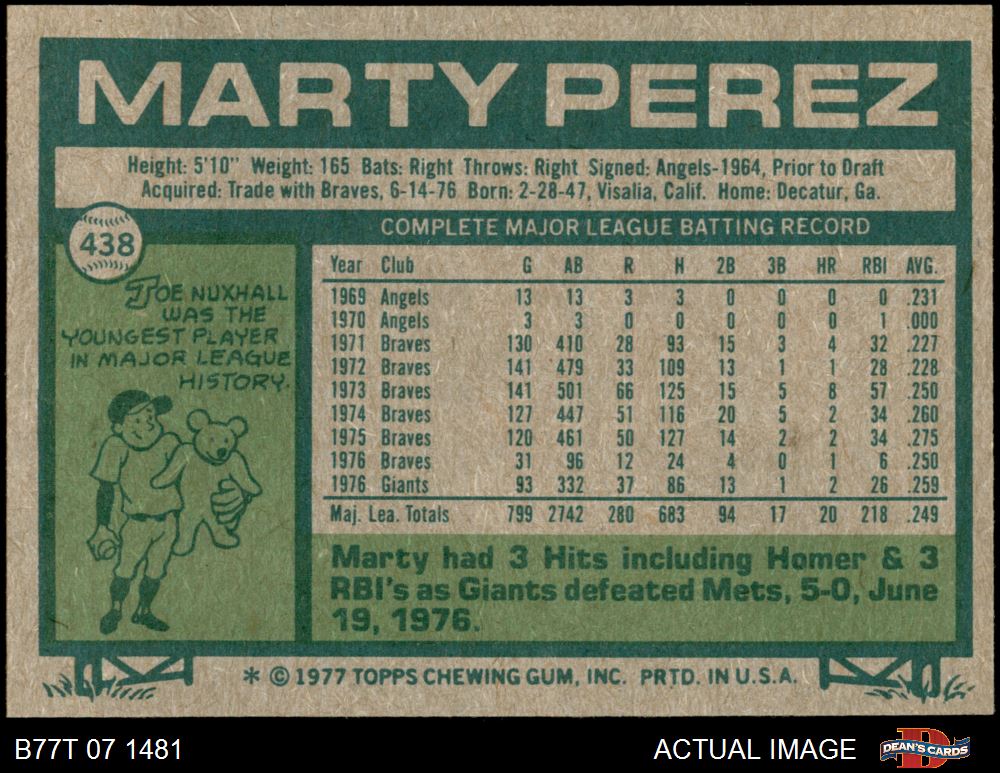 MARTY PEREZ
Height: 5'10" Weight: 165 Bats: Right Throws: Right Signed: Angels-1964, Prior to Draft
Acquired: Trade with Braves, 6-14-76 Born: 2-28-47, Visalia, Calif. Home: Decatur, Ga.
438
JOE NUXHALL
WAS THE
YOUNGEST PLAYER
IN MAJOR LEAGUE
HISTORY.
COMPLETE MAJOR LEAGUE BATTING RECORD
Year Club G AB R H 2B 3B HR RBI AVG.
1969 Angels 13 13 3 3 0 0 0 0 .231
1970 Angels 3 3 0 0 0 0 0 1 .000
1971 Braves 130 410 28 93 15 3 4 32 .227
1972 Braves 141 479 33 109 13 1 1 28 .228
1973 Braves 141 501 66 125 15 5 8 57 .250
1974 Braves 127 447 51 116 20 5 2 34 .260
1975 Braves 120 461 50 127 14 2 2 34 .275
1976 Braves 31 96 12 24 4 0 1 6 .250
1976 Giants 93 332 37 86 13 1 2 26 .259
Maj. Lea. Totals 799 2742 280 683 94 17 20 218 .249
Marty had 3 Hits including Homer & 3
RBI's as Giants defeated Mets, 5-0, June
19, 1976.
* © 1977 TOPPS CHEWING GUM, INC. PRTD. IN U.S.A.
B77T 07 1481 ACTUAL IMAGE
DEAN'S CARDS